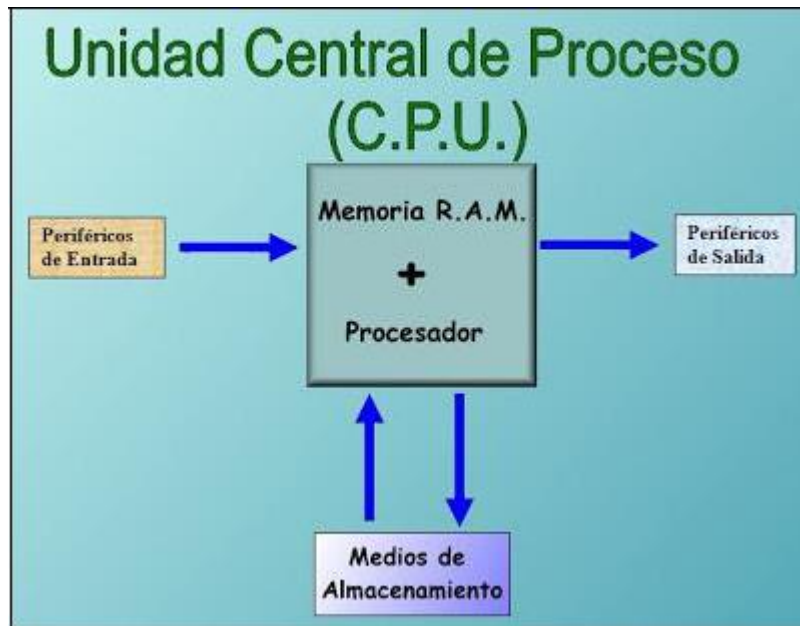 Unidad Central de Proceso
(C.P.U.)
Memoria R.A.M.
+
Procesador
Periféricos
de Entrada
Periféricos
de Salida
Medios de
Almacenamiento